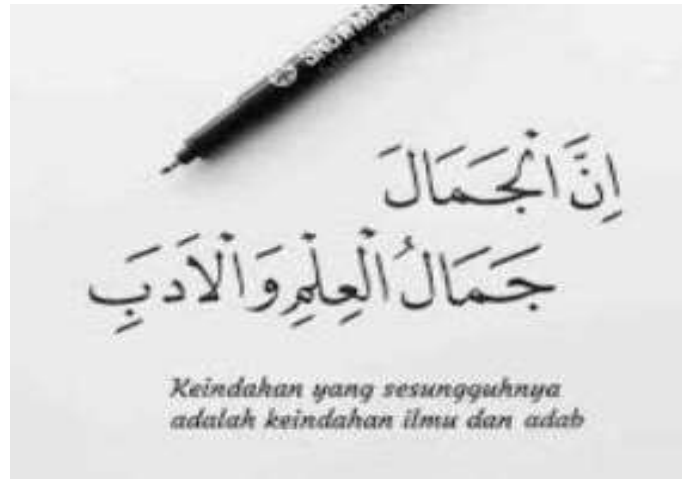 اِنَّ الْجَمَالَ
جَمَالُ الْعِلْمِ وَالْاَدَبِ
Keindahan yang sesungguhnya
adalah keindahan ilmu dan adab